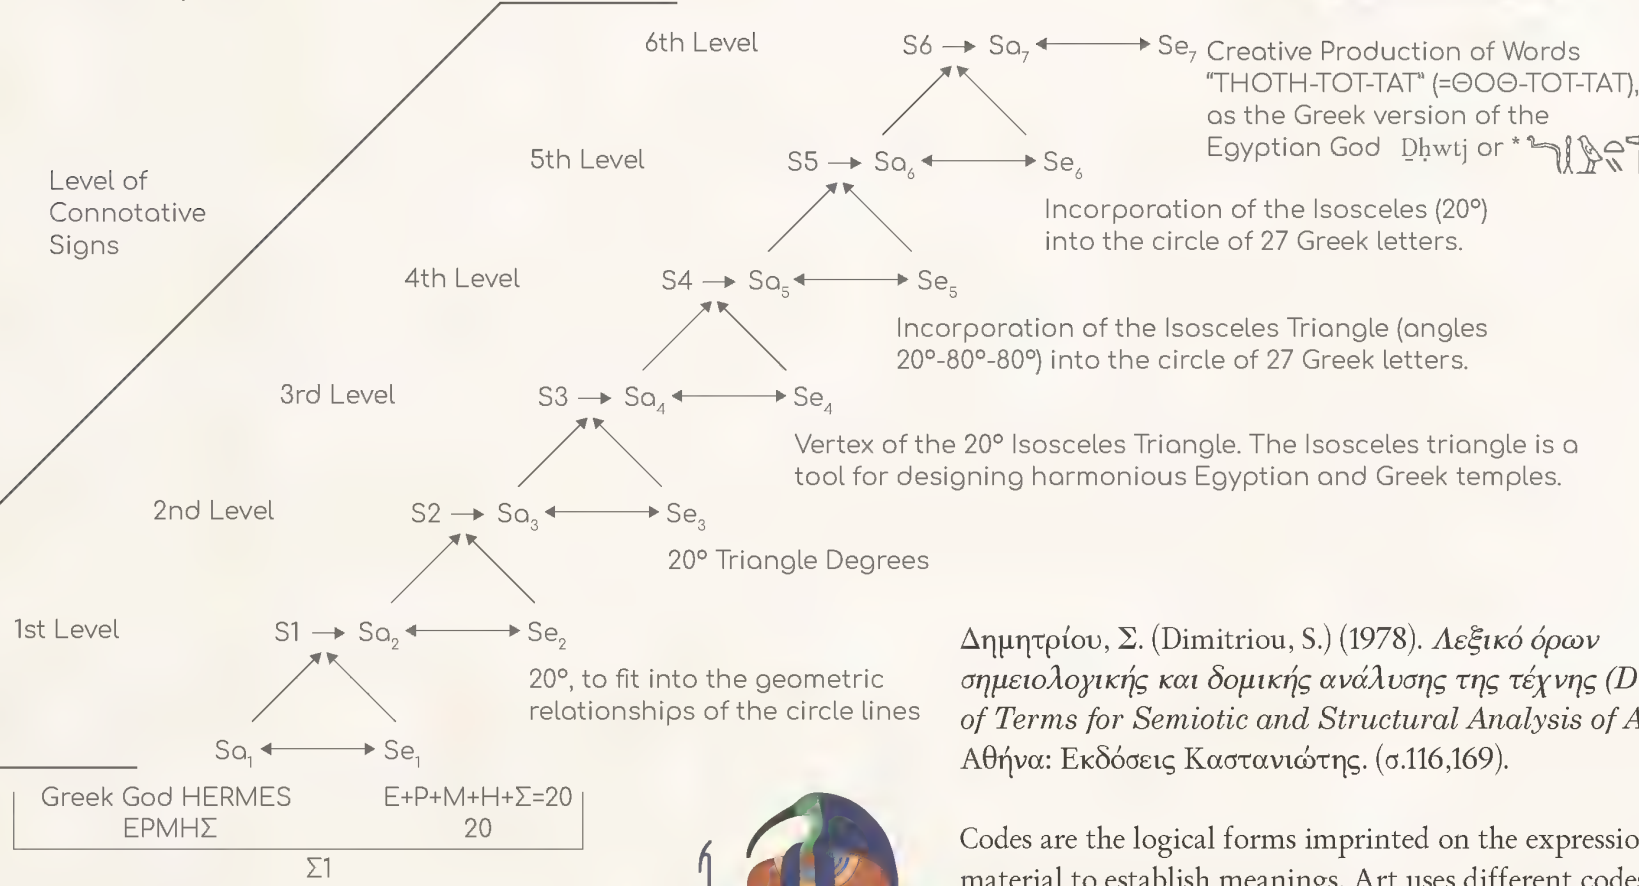 6th Level S6 → Sa₇ ↔ Se₇ Creative Production of Words
"THOTH-TOT-TAT" (=ΘΟΘ-ΤΟΤ-ΤΑΤ),
as the Greek version of the
Egyptian God Ḏḥwtj or *
5th Level S5 → Sa₆ ↔ Se₆
Level of
Connotative
Signs
Incorporation of the Isosceles (20°)
into the circle of 27 Greek letters.
4th Level S4 → Sa₅ ↔ Se₅
Incorporation of the Isosceles Triangle (angles
20°-80°-80°) into the circle of 27 Greek letters.
3rd Level S3 → Sa₄ ↔ Se₄
Vertex of the 20° Isosceles Triangle. The Isosceles triangle is a
tool for designing harmonious Egyptian and Greek temples.
2nd Level S2 → Sa₃ ↔ Se₃
20° Triangle Degrees
1st Level S1 → Sa₂ ↔ Se₂
20°, to fit into the geometric
relationships of the circle lines
Sa₁ ↔ Se₁
Greek God HERMES E+P+M+H+Σ=20
ΕΡΜΗΣ 20
Σ1
Δημητρίου, Σ. (Dimitriou, S.) (1978). Λεξικό όρων
σημειολογικής και δομικής ανάλυσης της τέχνης (D
of Terms for Semiotic and Structural Analysis of A
Αθήνα: Εκδόσεις Καστανιώτης. (σ.116,169).
Codes are the logical forms imprinted on the expressio
material to establish meanings. Art uses different codes